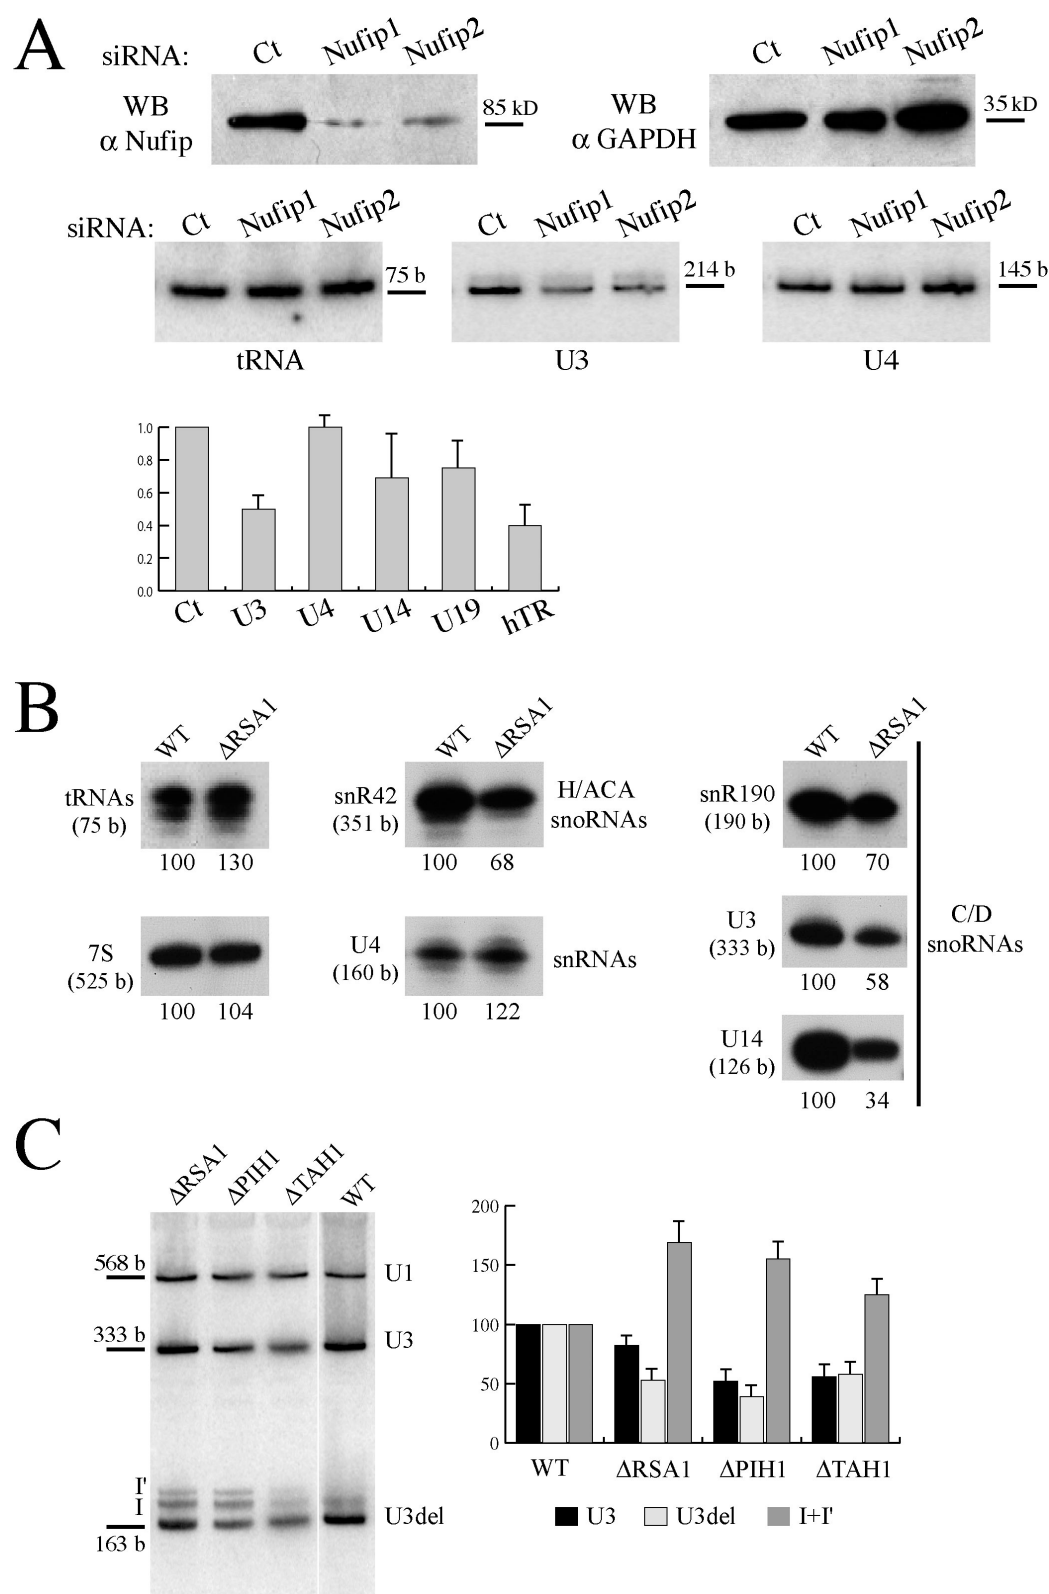 A
siRNA: Ct Nufip1 Nufip2
WB
α Nufip
85 kD
WB
α GAPDH
Ct Nufip1 Nufip2
35 kD
siRNA: Ct Nufip1 Nufip2
75 b
tRNA
Ct Nufip1 Nufip2
214 b
U3
Ct Nufip1 Nufip2
145 b
U4
1.0
0.8
0.6
0.4
0.2
0.0
Ct U3 U4 U14 U19 hTR
B
WT ΔRSA1
tRNAs
(75 b)
100 130
7S
(525 b)
100 104
WT ΔRSA1
snR42
(351 b)
H/ACA
snoRNAs
100 68
U4
(160 b)
snRNAs
100 122
WT ΔRSA1
snR190
(190 b)
100 70
U3
(333 b)
100 58
U14
(126 b)
100 34
C/D
snoRNAs
C
ΔRSA1 ΔPIH1 ΔTAH1 WT
568 b
U1
333 b
U3
I'
I
U3del
163 b
200
150
100
50
0
WT ΔRSA1 ΔPIH1 ΔTAH1
U3 U3del I+I'